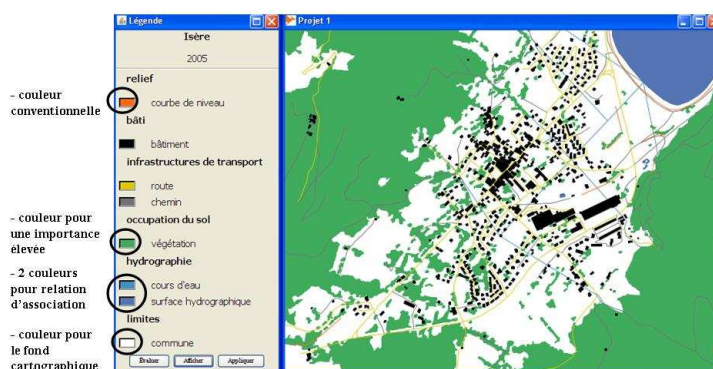 Légende
Projet 1
Isère
2005
relief
- couleur
conventionnelle
courbe de niveau
bâti
bâtiment
infrastructures de transport
route
chemin
occupation du sol
- couleur pour
une importance
élevée
végétation
hydrographie
- 2 couleurs
pour relation
d'association
cours d'eau
surface hydrographique
limites
- couleur pour
le fond
cartographique
commune
Évaluer Afficher Appliquer